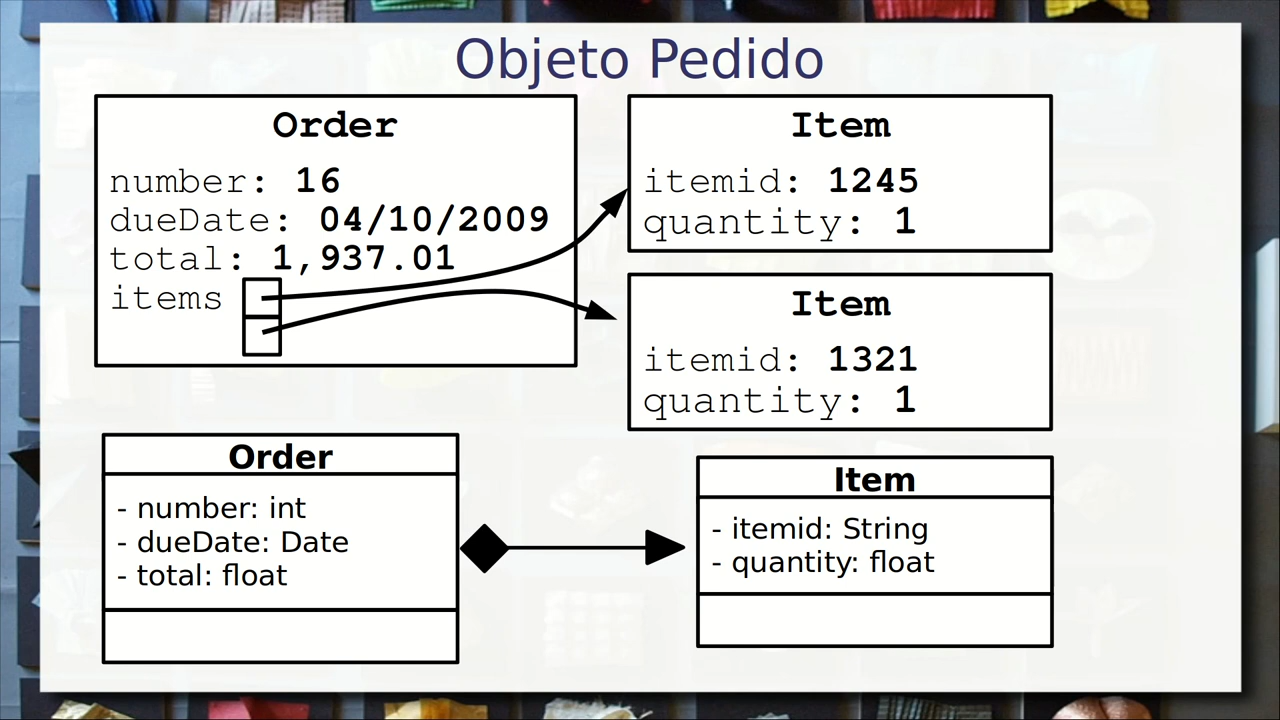 Objeto Pedido
Order
number: 16
dueDate: 04/10/2009
total: 1,937.01
items
Item
itemid: 1245
quantity: 1
Item
itemid: 1321
quantity: 1
Order
- number: int
- dueDate: Date
- total: float
Item
- itemid: String
- quantity: float